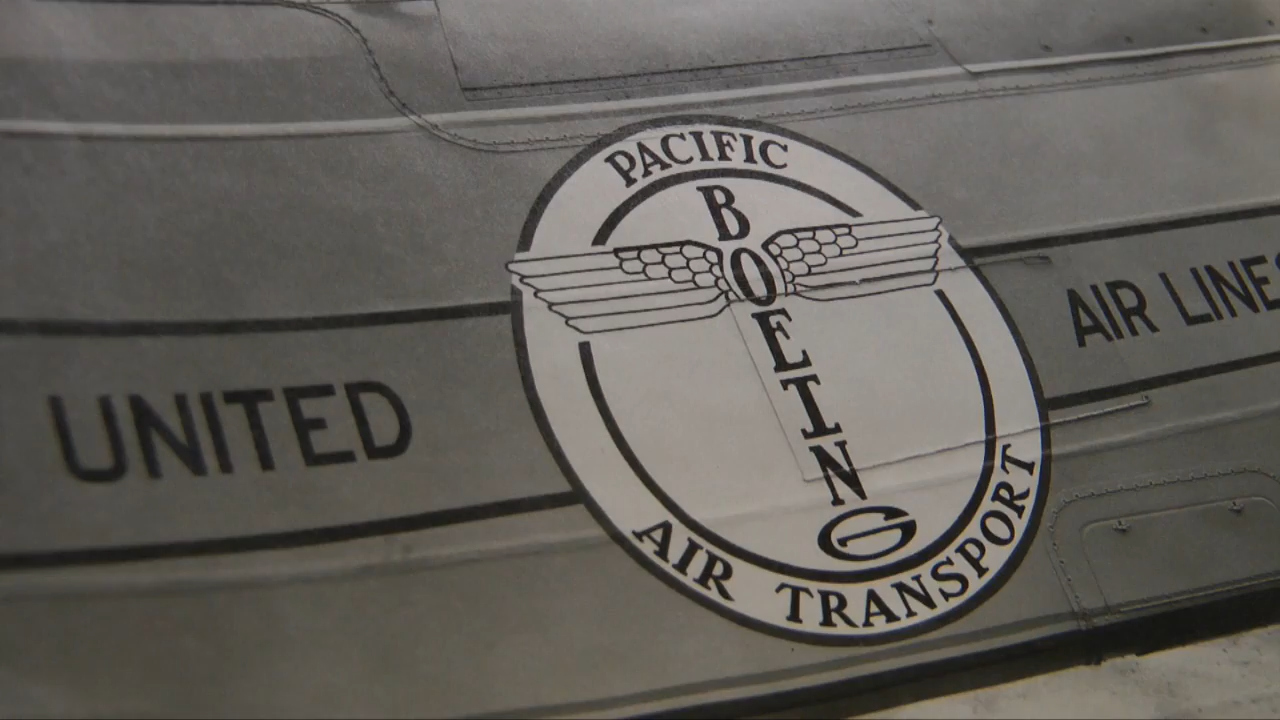 PACIFIC
BOEING
AIR TRANSPORT
UNITED
AIR LINES